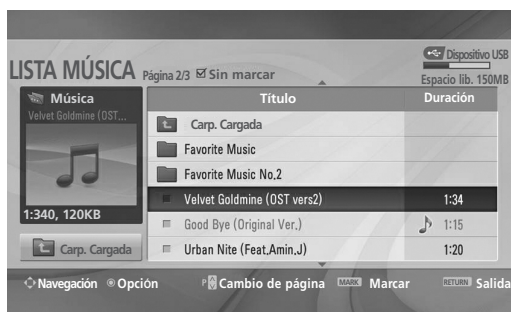 Dispositivo USB
LISTA MÚSICA Página 2/3 Sin marcar
Espacio lib. 150MB
Música
Velvet Goldmine (OST...
1:340, 120KB
Carp. Cargada
Título Duración
Carp. Cargada
Favorite Music
Favorite Music No.2
Velvet Goldmine (OST vers2) 1:34
Good Bye (Original Ver.) 1:15
Urban Nite (Feat.Amin.J) 1:20
Navegación Opción P Cambio de página MARK Marcar RETURN Salida